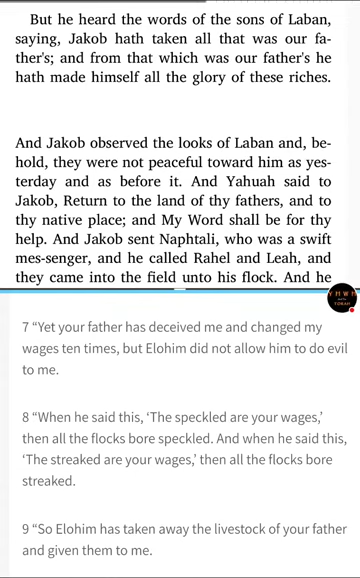 But he heard the words of the sons of Laban,
saying, Jakob hath taken all that was our fa-
ther's; and from that which was our father's he
hath made himself all the glory of these riches.
And Jakob observed the looks of Laban and, be-
hold, they were not peaceful toward him as yes-
terday and as before it. And Yahuah said to
Jakob, Return to the land of thy fathers, and to
thy native place; and My Word shall be for thy
help. And Jakob sent Naphtali, who was a swift
mes-senger, and he called Rahel and Leah, and
they came into the field unto his flock. And he
7 “Yet your father has deceived me and changed my
wages ten times, but Elohim did not allow him to do evil
to me.
8 “When he said this, ‘The speckled are your wages,’
then all the flocks bore speckled. And when he said this,
‘The streaked are your wages,’ then all the flocks bore
streaked.
9 “So Elohim has taken away the livestock of your father
and given them to me.